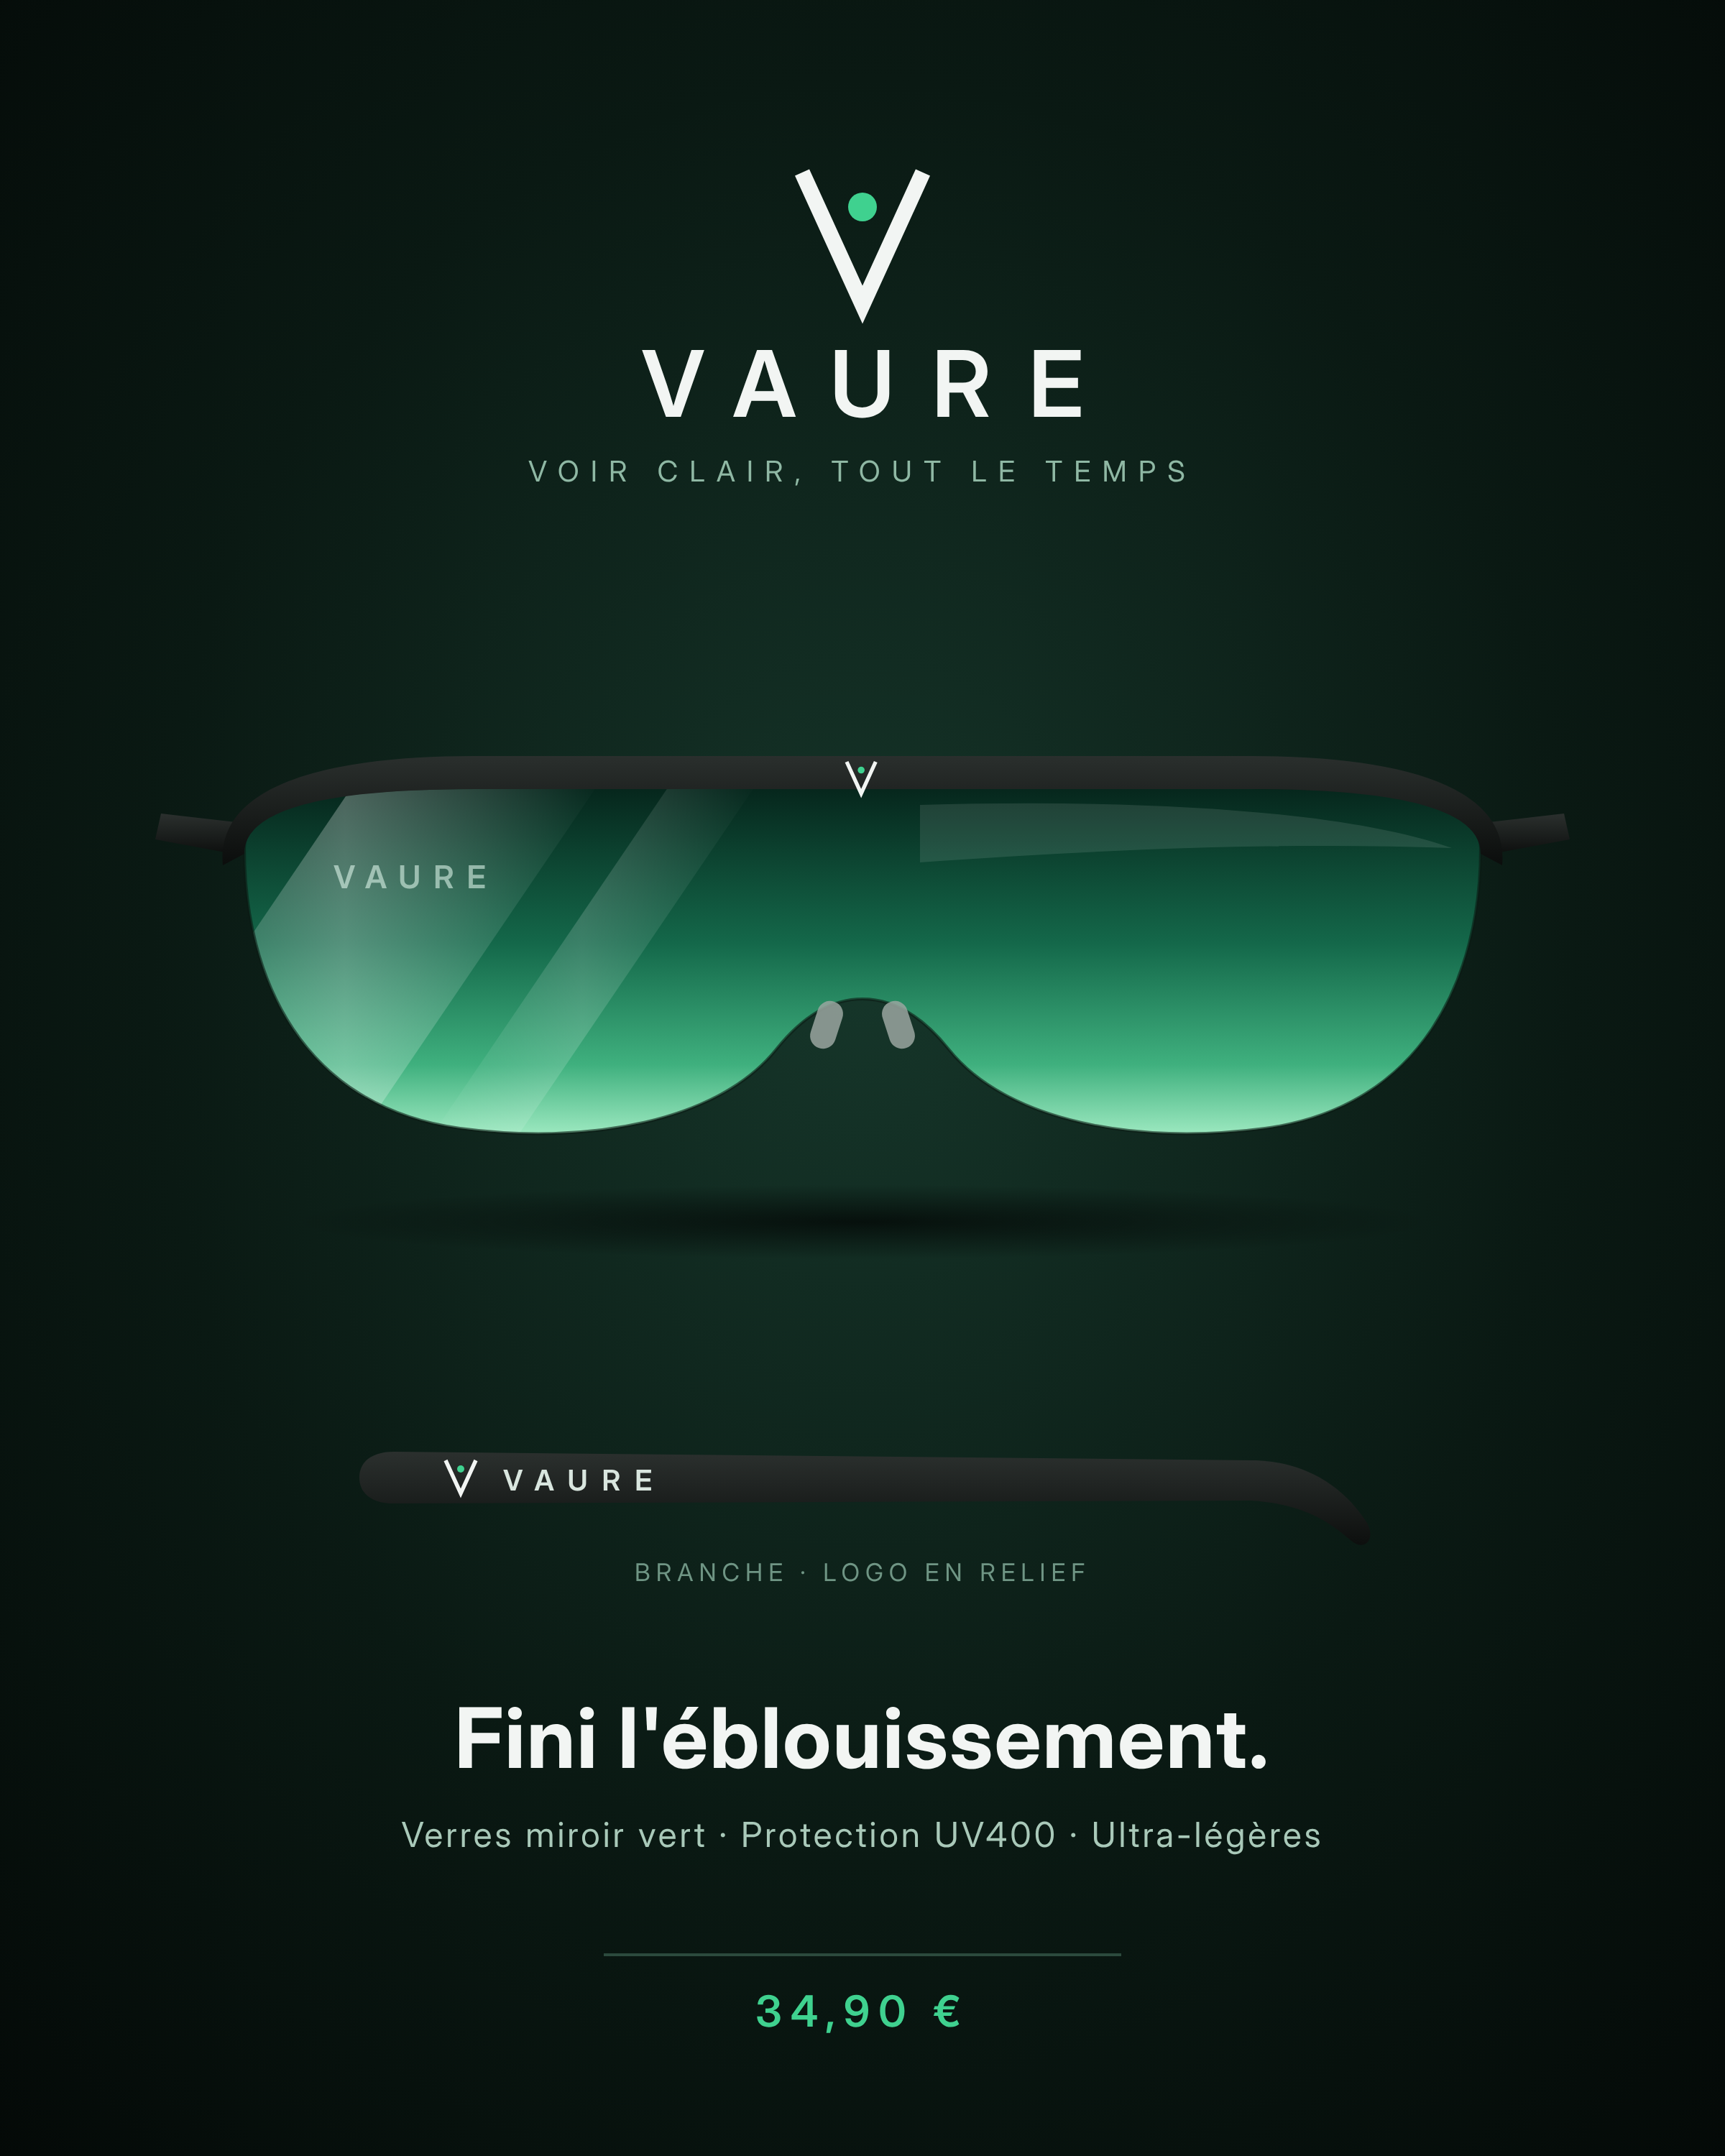 VAURE
VOIR CLAIR, TOUT LE TEMPS
VAURE
VAURE
BRANCHE · LOGO EN RELIEF
Fini l'éblouissement.
Verres miroir vert · Protection UV400 · Ultra-légères
34,90 €